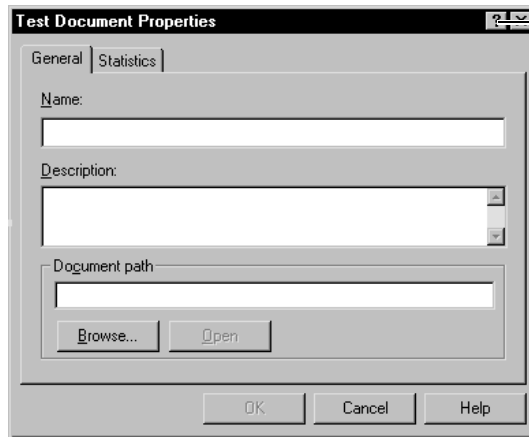 Test Document Properties
General Statistics
Name:
Description:
Document path
Browse... Open
OK Cancel Help